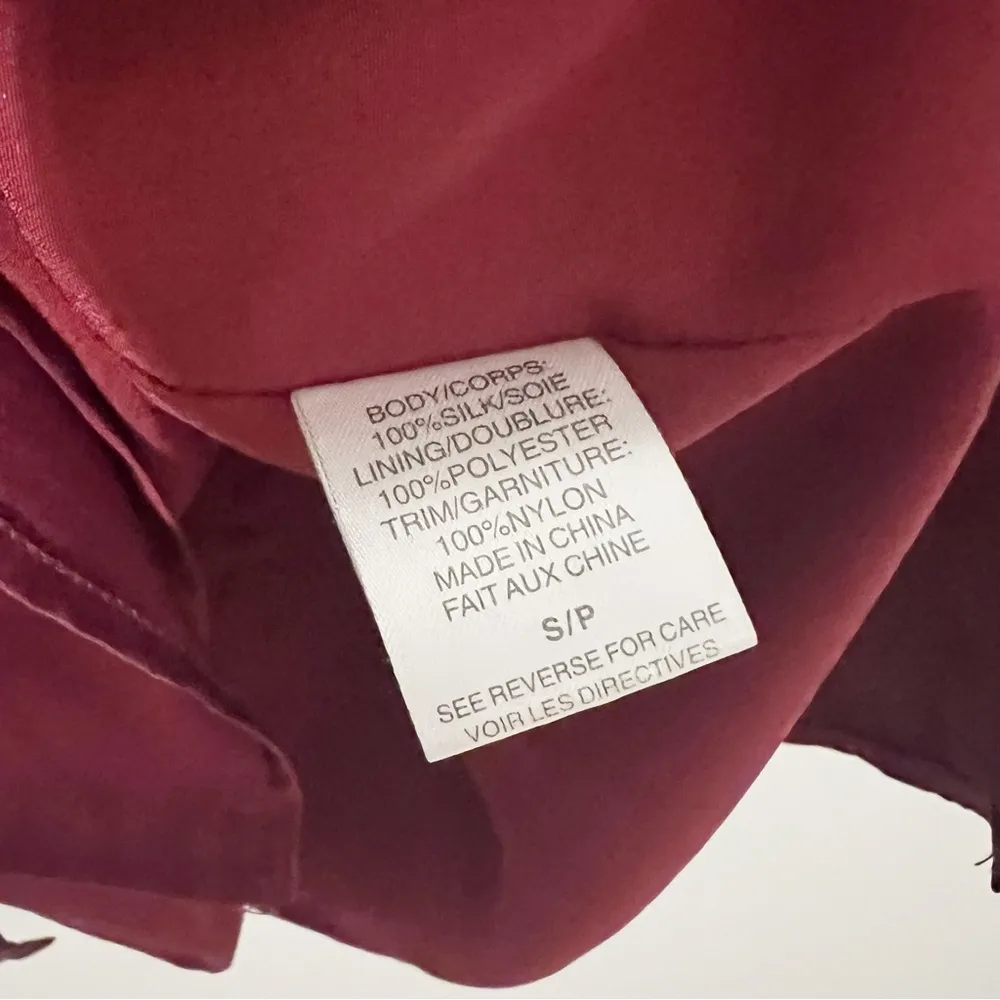 BODY/CORPS:
100%SILK/SOIE
LINING/DOUBLURE:
100%POLYESTER
TRIM/GARNITURE:
100%NYLON
MADE IN CHINA
FAIT AUX CHINE
S/P
SEE REVERSE FOR CARE
VOIR LES DIRECTIVES